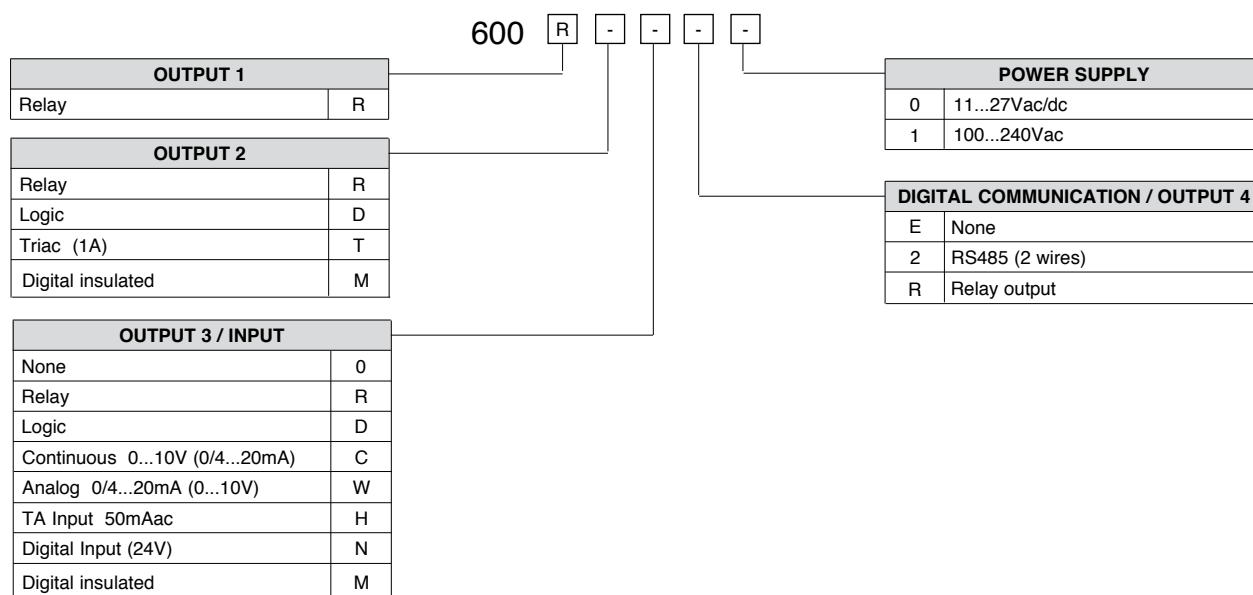 600 R - - - -
OUTPUT 1
Relay R
OUTPUT 2
Relay R
Logic D
Triac (1A) T
Digital insulated M
OUTPUT 3 / INPUT
None 0
Relay R
Logic D
Continuous 0...10V (0/4...20mA) C
Analog 0/4...20mA (0...10V) W
TA Input 50mAac H
Digital Input (24V) N
Digital insulated M
POWER SUPPLY
0 11...27Vac/dc
1 100...240Vac
DIGITAL COMMUNICATION / OUTPUT 4
E None
2 RS485 (2 wires)
R Relay output